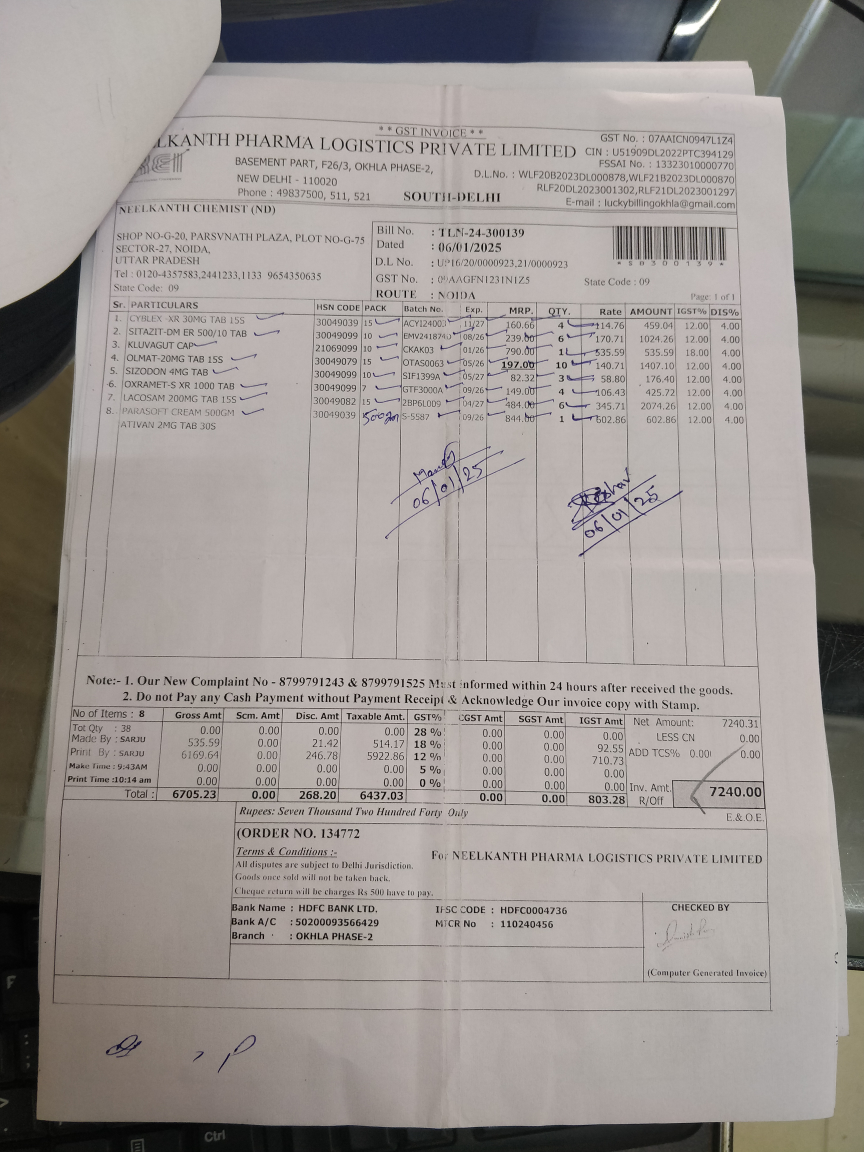 ** GST INVOICE **
ELKANTH PHARMA LOGISTICS PRIVATE LIMITED
BASEMENT PART, F26/3, OKHLA PHASE-2,
NEW DELHI - 110020
Phone : 49837500, 511, 521
SOUTH-DELHI
GST No. : 07AAICN0947L1Z4
CIN : U51909DL2022PTC394129
FSSAI No. : 13323010000770
D.L.No. : WLF20B2023DL000878,WLF21B2023DL000870
RLF20DL2023001302,RLF21DL2023001297
E-mail : luckybillingokhla@gmail.com
NEELKANTH CHEMIST (ND)
SHOP NO-G-20, PARSVNATH PLAZA, PLOT NO-G-75
SECTOR-27, NOIDA,
UTTAR PRADESH
Tel : 0120-4357583,2441233,1133 9654350635
State Code: 09
Bill No. : TLN-24-300139
Dated : 06/01/2025
D.L No. : UP16/20/0000923,21/0000923
GST No. : 09AAGFN1231N1Z5
State Code : 09
ROUTE : NOIDA
*S300139*
Page: 1 of 1
Sr. PARTICULARS HSN CODE PACK Batch No. Exp. MRP. QTY. Rate AMOUNT IGST% DIS%
1. CYBLEX -XR 30MG TAB 15S 30049039 15 ACY124003 11/27 160.66 4 114.76 459.04 12.00 4.00
2. SITAZIT-DM ER 500/10 TAB 30049099 10 EMV241874 08/26 239.00 6 170.71 1024.26 12.00 4.00
3. KLUVAGUT CAP 21069099 10 CKAK03 01/26 790.00 1 535.59 535.59 18.00 4.00
4. OLMAT-20MG TAB 15S 30049079 15 OTAS0063 05/26 197.00 10 140.71 1407.10 12.00 4.00
5. SIZODON 4MG TAB 30049099 10 SIF1399A 05/27 82.32 3 58.80 176.40 12.00 4.00
6. OXRAMET-S XR 1000 TAB 30049099 7 GTF3000A 09/26 149.00 4 106.43 425.72 12.00 4.00
7. LACOSAM 200MG TAB 15S 30049082 15 2BP6L009 04/27 484.00 6 345.71 2074.26 12.00 4.00
8. PARASOFT CREAM 500GM 30049039 500gm S-5587 09/26 844.00 1 602.86 602.86 12.00 4.00
ATIVAN 2MG TAB 30S
06/01/25
06/01/25
Note:- 1. Our New Complaint No - 8799791243 & 8799791525 Must informed within 24 hours after received the goods.
2. Do not Pay any Cash Payment without Payment Receipt & Acknowledge Our invoice copy with Stamp.
No of Items : 8 Gross Amt Scm. Amt Disc. Amt Taxable Amt. GST% CGST Amt SGST Amt IGST Amt
Tot Qty : 38 0.00 0.00 0.00 0.00 28 % 0.00 0.00 0.00
Made By : SARJU 535.59 0.00 21.42 514.17 18 % 0.00 0.00 92.55
Print By : SARJU 6169.64 0.00 246.78 5922.86 12 % 0.00 0.00 710.73
Make Time : 9:43AM 0.00 0.00 0.00 0.00 5 % 0.00 0.00 0.00
Print Time :10:14 am 0.00 0.00 0.00 0.00 0 % 0.00 0.00 0.00
Total : 6705.23 0.00 268.20 6437.03 0.00 0.00 803.28
Net Amount: 7240.31
LESS CN 0.00
ADD TCS% 0.00 0.00
Inv. Amt. R/Off 7240.00
Rupees: Seven Thousand Two Hundred Forty Only
E.& O.E.
(ORDER NO. 134772
Terms & Conditions :-
All disputes are subject to Delhi Jurisdiction.
Goods once sold will not be taken back.
Cheque return will be charges Rs 500 have to pay.
For NEELKANTH PHARMA LOGISTICS PRIVATE LIMITED
Bank Name : HDFC BANK LTD. IFSC CODE : HDFC0004736
Bank A/C : 50200093566429 MICR No : 110240456
Branch : OKHLA PHASE-2
CHECKED BY
(Computer Generated Invoice)
F
Ctrl